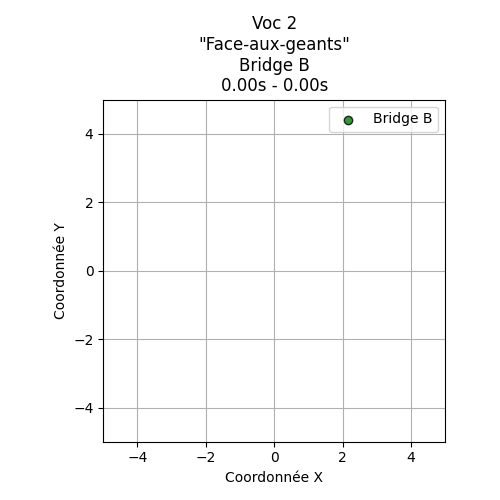 Voc 2
"Face-aux-geants"
Bridge B
0.00s - 0.00s
Bridge B
Coordonnée Y
4
2
0
−2
−4
−4 −2 0 2 4
Coordonnée X